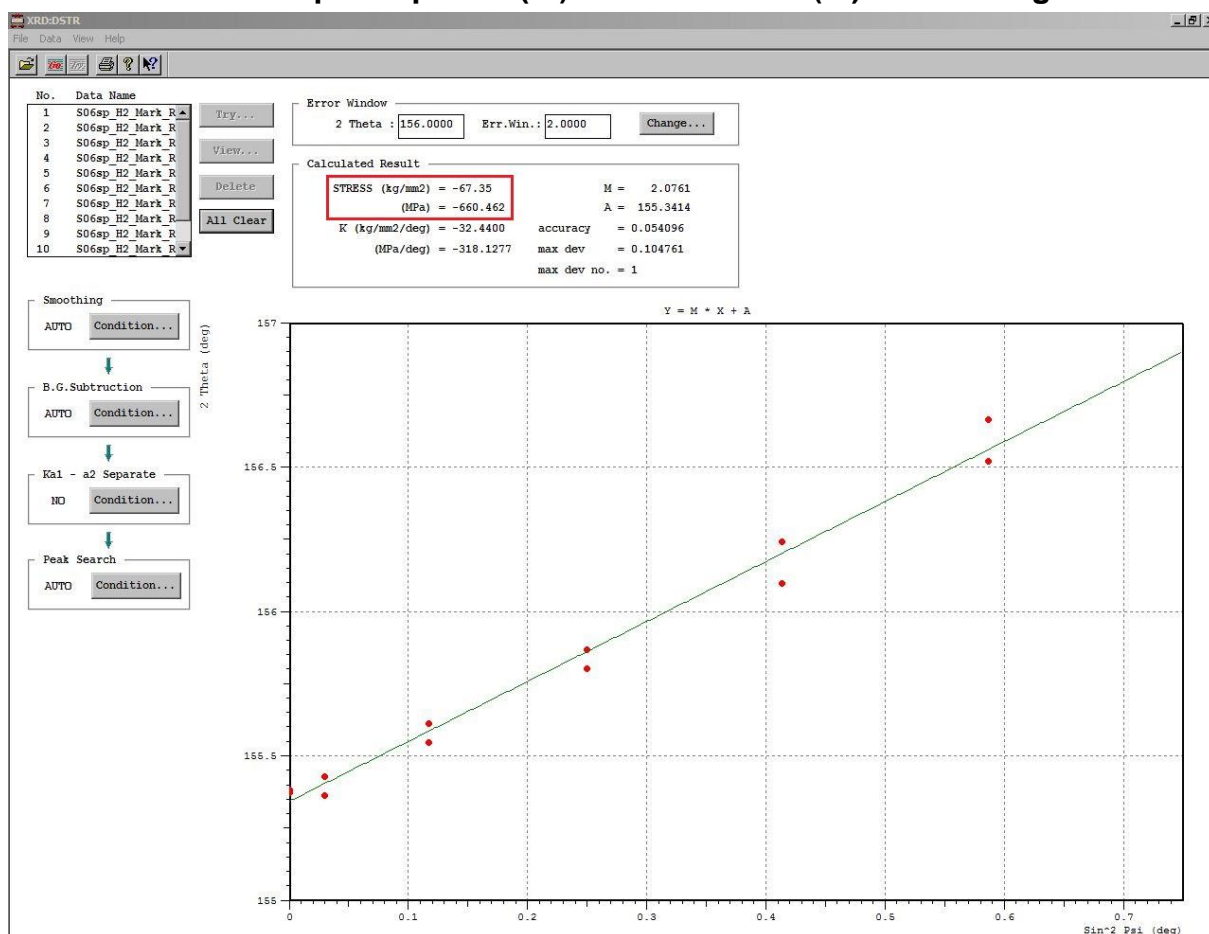 XRD:DSTR
File Data View Help
No. Data Name
1 S06sp_H2_Mark_R
2 S06sp_H2_Mark_R
3 S06sp_H2_Mark_R
4 S06sp_H2_Mark_R
5 S06sp_H2_Mark_R
6 S06sp_H2_Mark_R
7 S06sp_H2_Mark_R
8 S06sp_H2_Mark_R
9 S06sp_H2_Mark_R
10 S06sp_H2_Mark_R
Try...
View...
Delete
All Clear
Error Window
2 Theta : 156.0000 Err.Win.: 2.0000 Change...
Calculated Result
STRESS (kg/mm2) = -67.35 M = 2.0761
(MPa) = -660.462 A = 155.3414
K (kg/mm2/deg) = -32.4400 accuracy = 0.054096
(MPa/deg) = -318.1277 max dev = 0.104761
max dev no. = 1
Smoothing
AUTO Condition...
B.G.Subtruction
AUTO Condition...
Ka1 - a2 Separate
NO Condition...
Peak Search
AUTO Condition...
Y = M * X + A
2 Theta (deg)
157
156.5
156
155.5
155
0 0.1 0.2 0.3 0.4 0.5 0.6 0.7
Sin^2 Psi (deg)